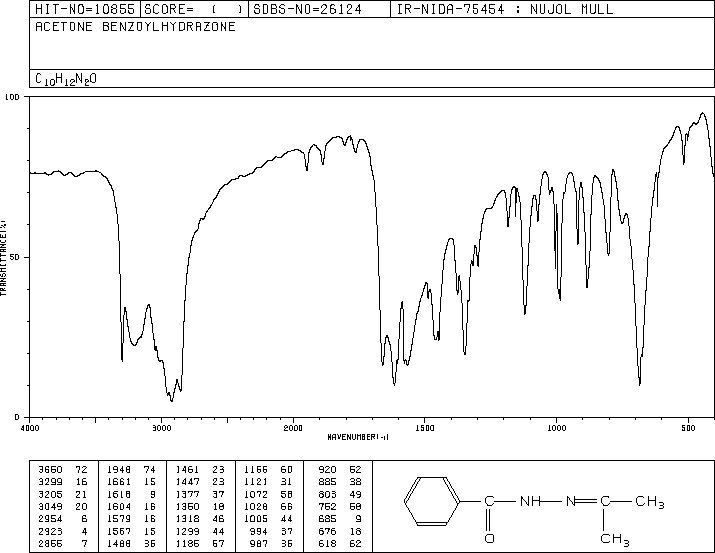 HIT-NO=10855 SCORE= ( ) SDBS-NO=26124 IR-NIDA-75454 : NUJOL MULL
ACETONE BENZOYLHYDRAZONE
C10H12N2O
100
50
0
TRANSMITTANCE(%)
4000 3000 2000 1500 1000 500
WAVENUMBER(-1)
3660 72 1948 74 1461 23 1156 60 920 52
3299 16 1661 15 1447 23 1121 31 885 38
3205 21 1618 9 1377 37 1072 58 803 49
3049 20 1604 16 1350 18 1028 66 752 58
2954 6 1579 16 1318 46 1005 44 685 9
2923 4 1567 15 1299 44 994 37 676 18
2855 7 1488 36 1185 57 987 35 618 62
C NH N C CH3
O CH3